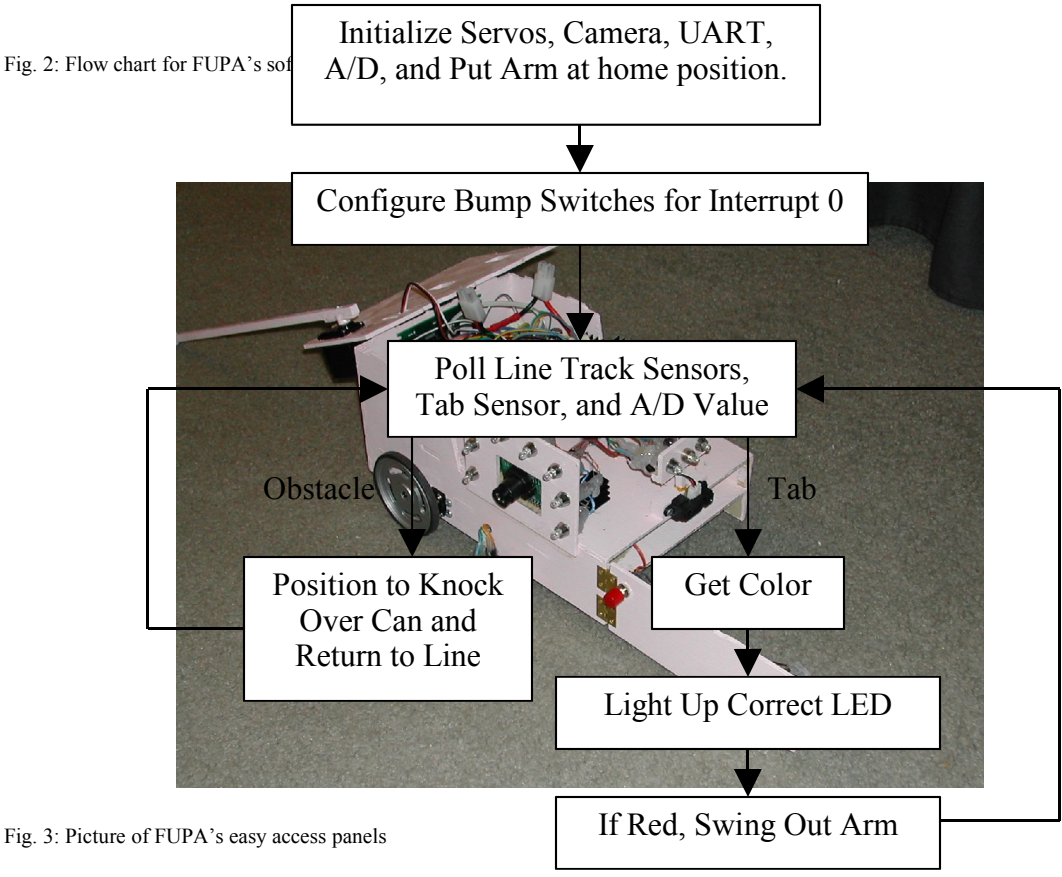 Initialize Servos, Camera, UART,
A/D, and Put Arm at home position.
Fig. 2: Flow chart for FUPA's
Configure Bump Switches for Interrupt 0
Poll Line Track Sensors,
Tab Sensor, and A/D Value
Obstacle
Tab
Position to Knock
Over Can and
Return to Line
Get Color
Light Up Correct LED
If Red, Swing Out Arm
Fig. 3: Picture of FUPA's easy access panels